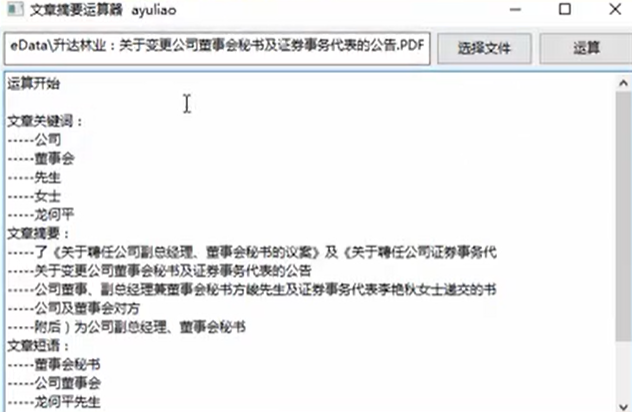 文章摘要运算器 ayuliao
eData\升达林业：关于变更公司董事会秘书及证券事务代表的公告.PDF 选择文件 运算
运算开始
文章关键词：
-----公司
-----董事会
-----先生
-----女士
-----龙何平
文章摘要：
-----了《关于聘任公司副总经理、董事会秘书的议案》及《关于聘任公司证券事务代
-----关于变更公司董事会秘书及证券事务代表的公告
-----公司董事、副总经理兼董事会秘书方峻先生及证券事务代表李艳秋女士递交的书
-----公司及董事会对方
-----附后）为公司副总经理、董事会秘书
文章短语：
-----董事会秘书
-----公司董事会
-----龙何平先生